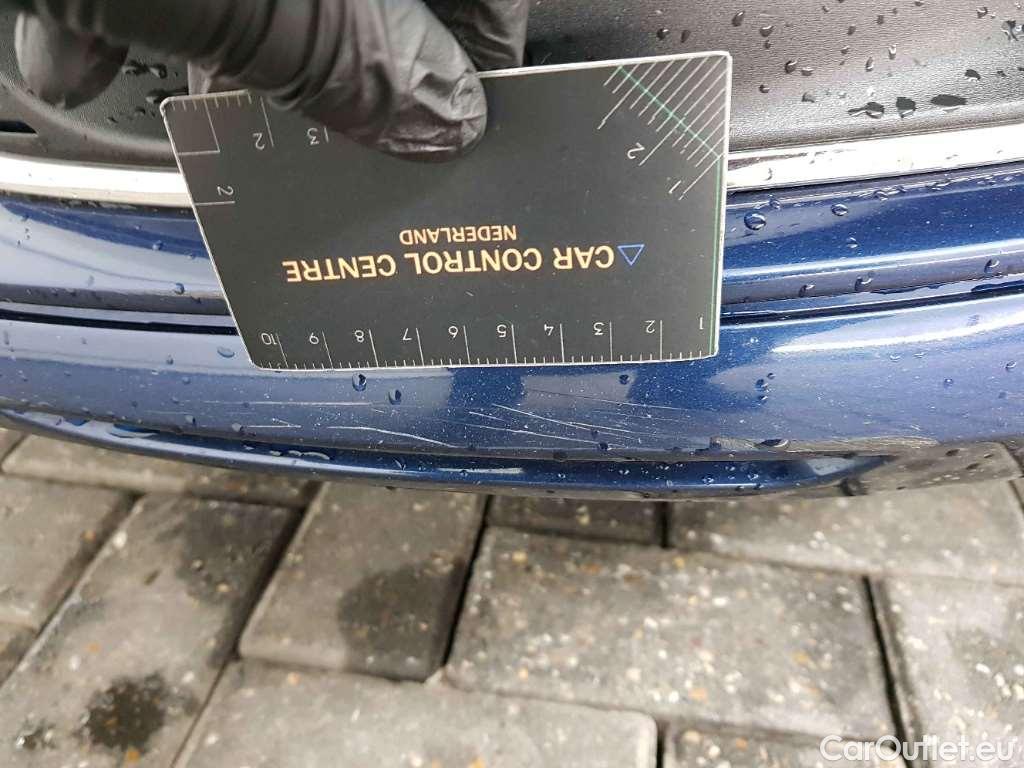 CAR CONTROL CENTRE
NEDERLAND
1 2 3 4 5 6 7 8 9 10
2
2 3
2
1
CarOutlet.eu